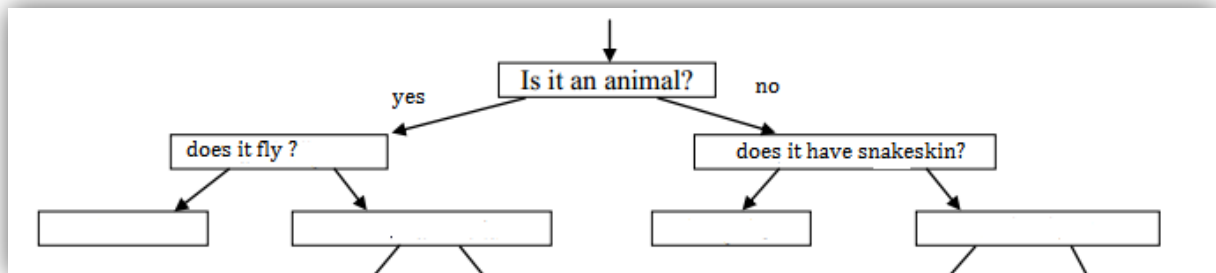 Is it an animal?
yes
no
does it fly ?
does it have snakeskin?